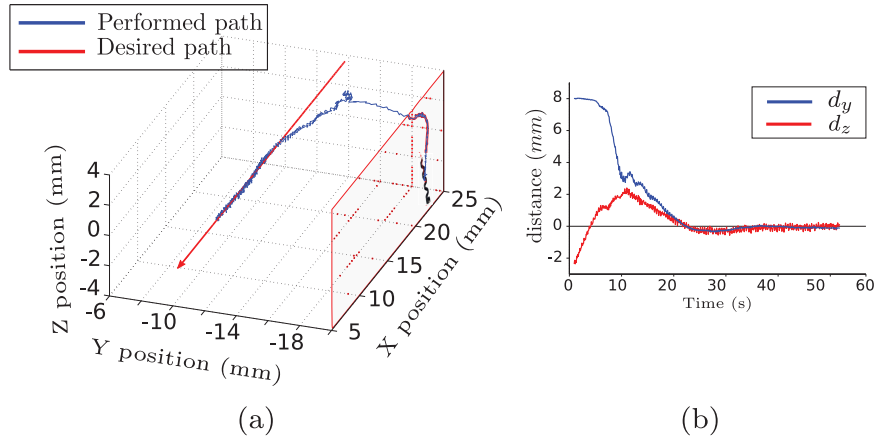 Performed path
Desired path
Z position (mm)
4
2
0
-2
-4
-6
-10
-14
-18
Y position (mm)
5
10
15
20
25
X position (mm)
(a)
distance (mm)
8
6
4
2
0
-2
0
10
20
30
40
50
60
Time (s)
d_y
d_z
(b)